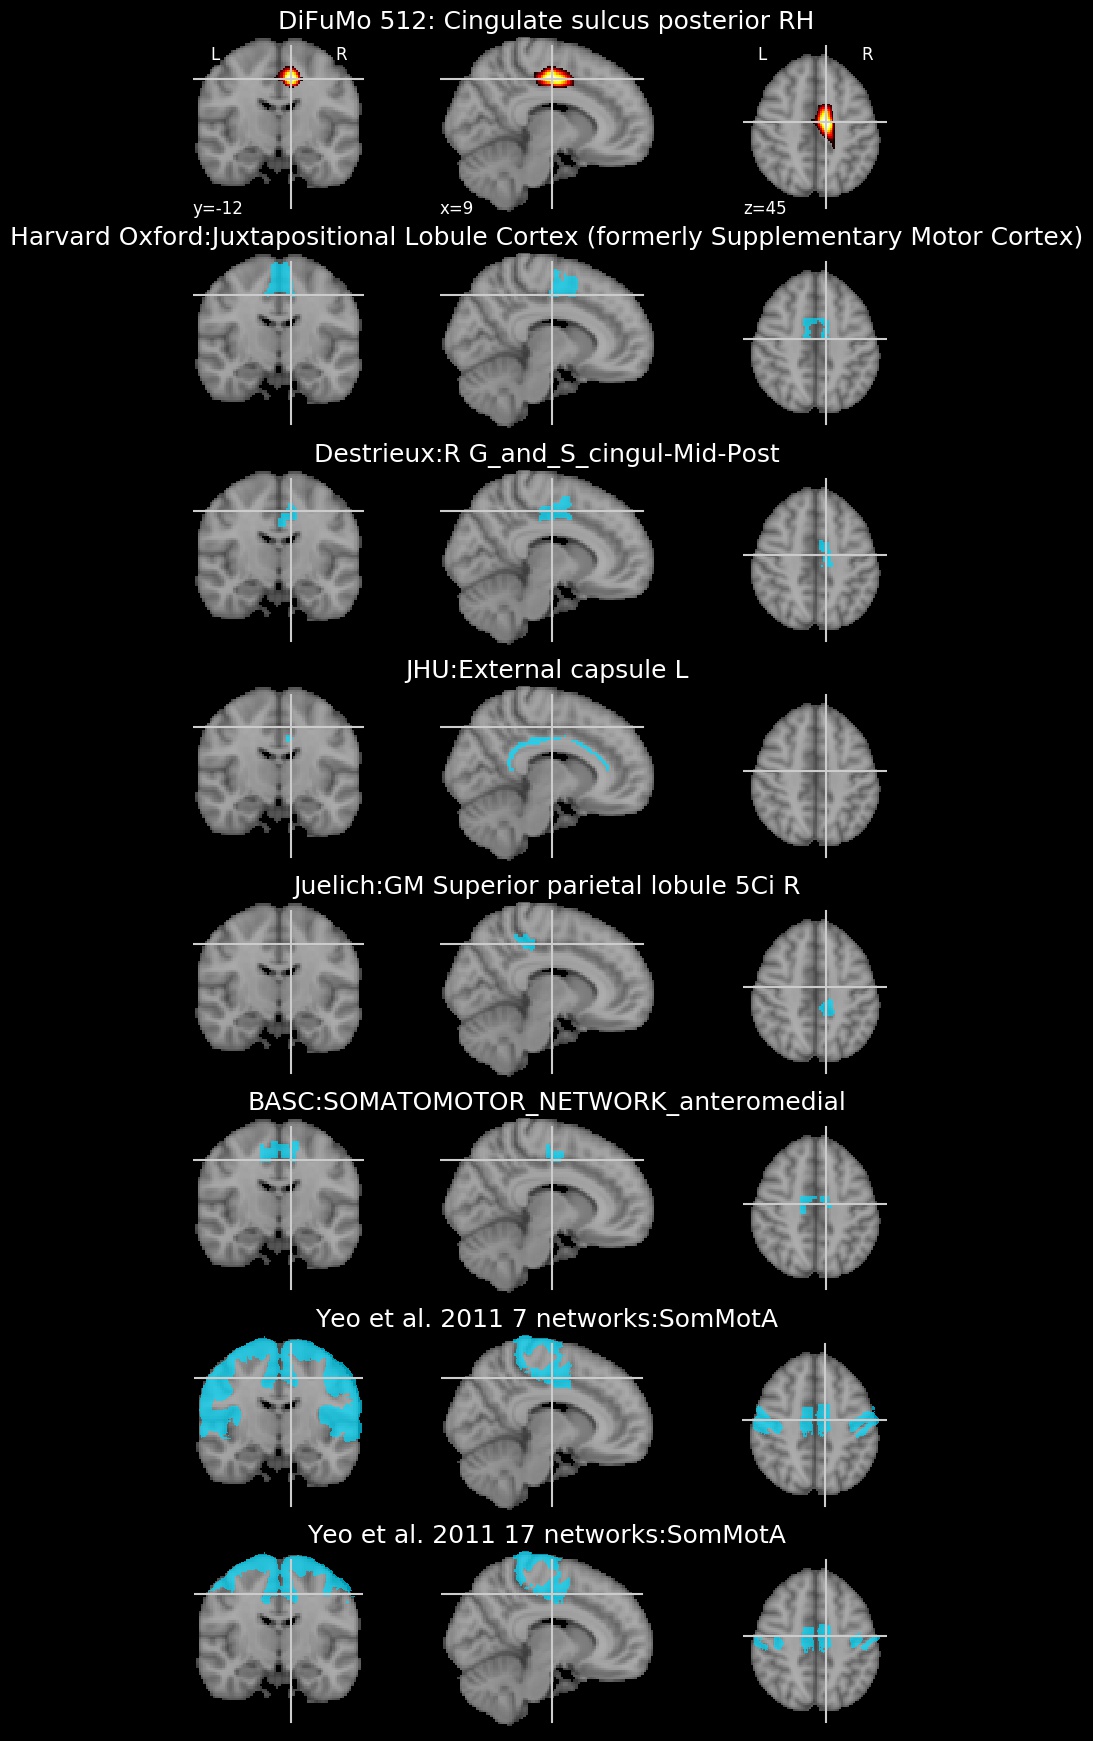 DiFuMo 512: Cingulate sulcus posterior RH
L R L R
y=-12 x=9 z=45
Harvard Oxford:Juxtapositional Lobule Cortex (formerly Supplementary Motor Cortex)
Destrieux:R G_and_S_cingul-Mid-Post
JHU:External capsule L
Juelich:GM Superior parietal lobule 5Ci R
BASC:SOMATOMOTOR_NETWORK_anteromedial
Yeo et al. 2011 7 networks:SomMotA
Yeo et al. 2011 17 networks:SomMotA